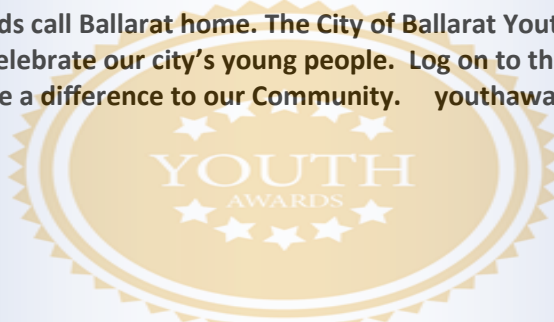 ds call Ballarat home. The City of Ballarat Yout
elebrate our city’s young people. Log on to th
e a difference to our Community. youthawa
YOUTH
AWARDS